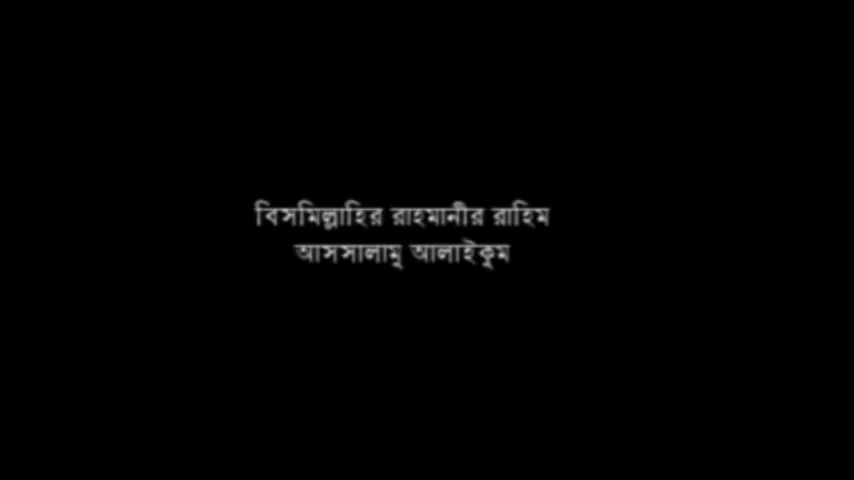 বিসমিল্লাহির রাহমানীর রাহিম
আসসালামু আলাইকুম